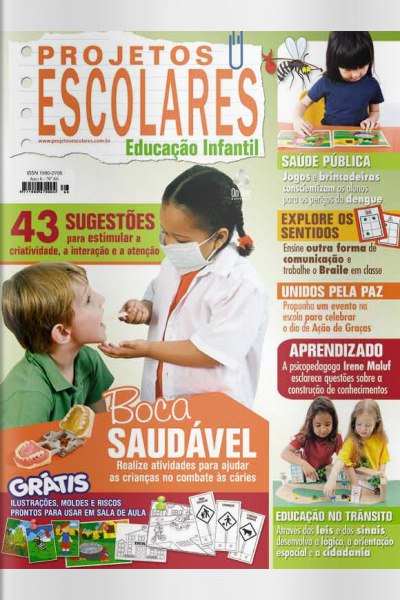 PROJETOS
ESCOLARES
www.projetosescolares.com.br
Educação Infantil
ISSN 1980-2706
Ano 6 - Nº 66
43 SUGESTÕES
para estimular a
criatividade, a interação e a atenção
Boca
SAUDÁVEL
Realize atividades para ajudar
as crianças no combate às cáries
GRÁTIS
ILUSTRAÇÕES, MOLDES E RISCOS
PRONTOS PARA USAR EM SALA DE AULA
ESCOLA
SAÚDE PÚBLICA
Jogos e brincadeiras
conscientizam os alunos
para os perigos da dengue
EXPLORE OS
SENTIDOS
Ensine outra forma de
comunicação e
trabalhe o Braile em classe
UNIDOS PELA PAZ
Proponha um evento na
escola para celebrar
o dia de Ação de Graças
APRENDIZADO
A psicopedagoga Irene Maluf
esclarece questões sobre a
construção de conhecimentos
EDUCAÇÃO NO TRÂNSITO
Através das leis e dos sinais,
desenvolva a lógica, a orientação
espacial e a cidadania